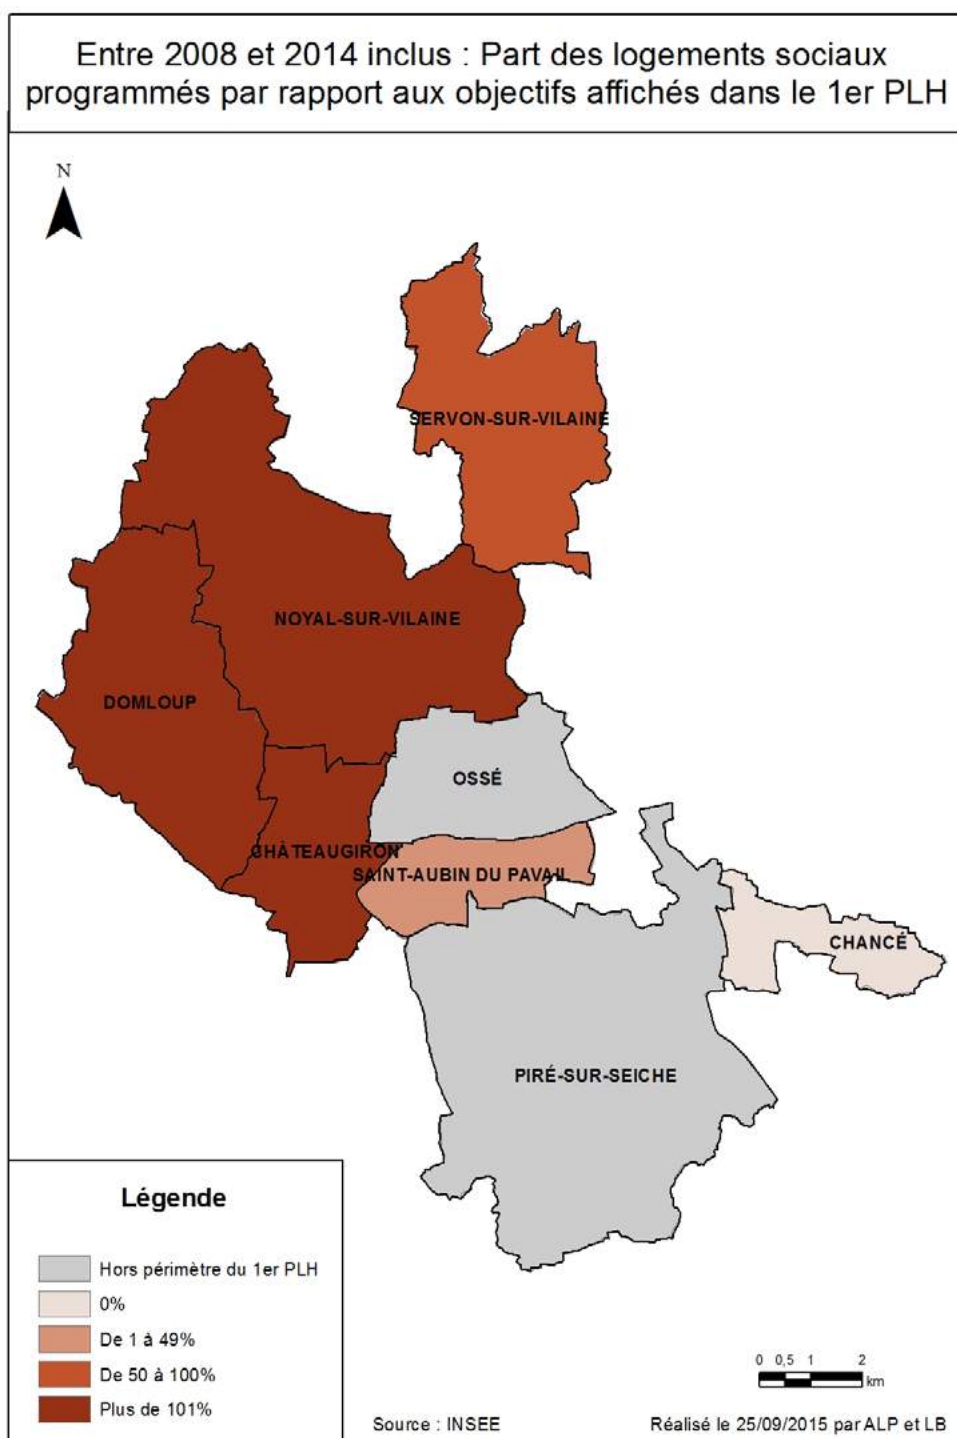 Entre 2008 et 2014 inclus : Part des logements sociaux
programmés par rapport aux objectifs affichés dans le 1er PLH
N
SERVON-SUR-VILAINE
NOYAL-SUR-VILAINE
DOMLOUP
OSSÉ
CHÂTEAUGIRON
SAINT-AUBIN DU PAVAIL
CHANCÉ
PIRÉ-SUR-SEICHE
Légende
Hors périmètre du 1er PLH
0%
De 1 à 49%
De 50 à 100%
Plus de 101%
0 0,5 1 2
km
Source : INSEE
Réalisé le 25/09/2015 par ALP et LB